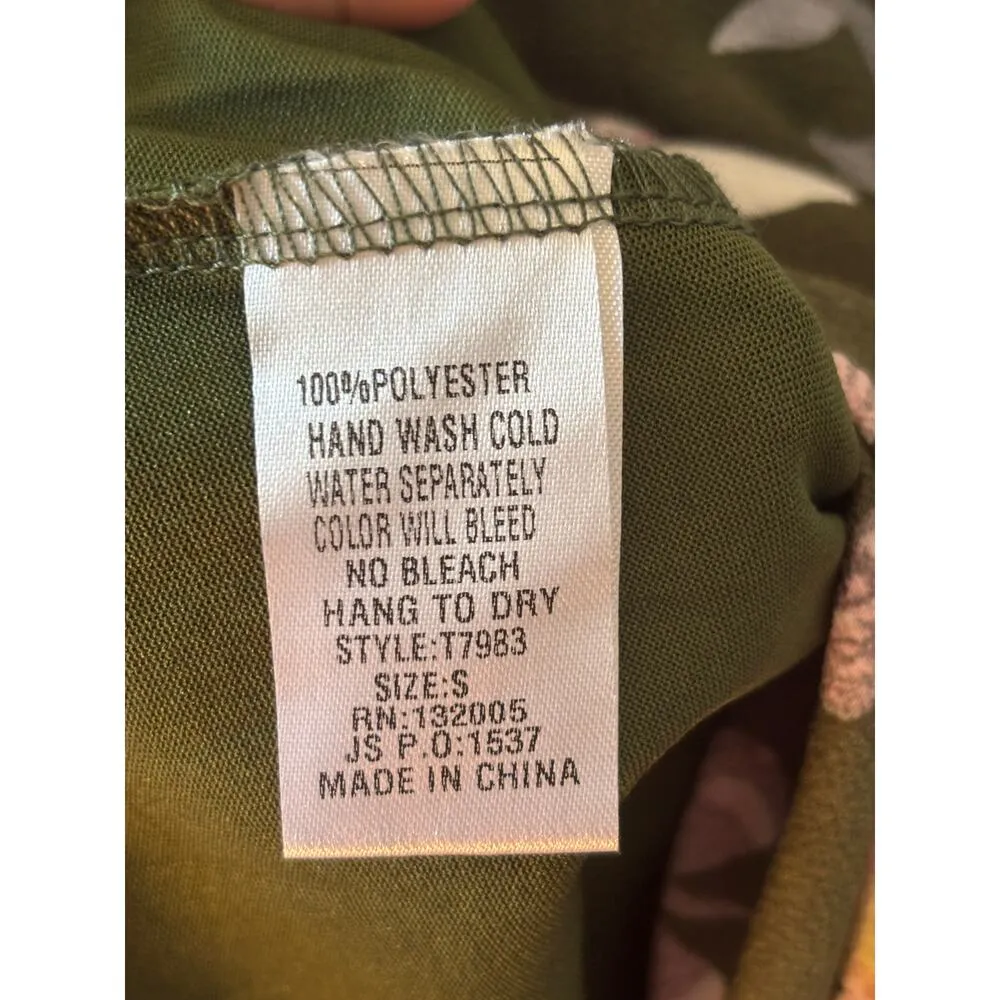 100%POLYESTER
HAND WASH COLD
WATER SEPARATELY
COLOR WILL BLEED
NO BLEACH
HANG TO DRY
STYLE:T7983
SIZE:S
RN:132005
JS P.O:1537
MADE IN CHINA